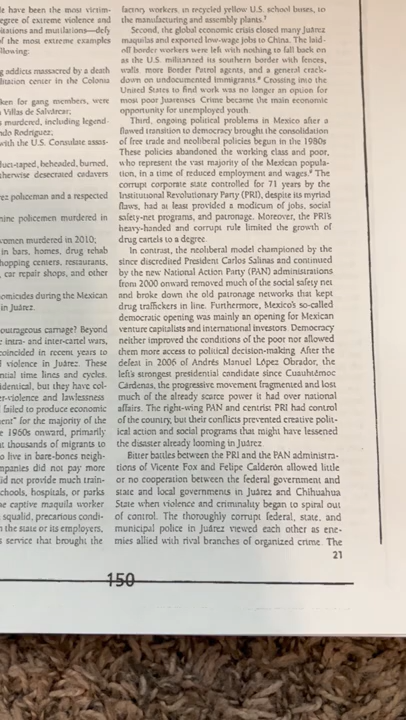 le have been the most victim-
egree of extreme violence and
itations and mutilations—defy
f the most extreme examples
llowing:
g addicts massacred by a death
litation center in the Colonia
ken for gang members, were
Villas de Salvárcar;
s murdered, including legend-
ndo Rodriguez;
with the U.S. Consulate assas-
duct-taped, beheaded, burned,
therwise desecrated cadavers
rez policeman and a respected
nine policemen murdered in
women murdered in 2010;
in bars, homes, drug rehab
hopping centers, restaurants,
, car repair shops, and other
omicides during the Mexican
in Juárez.
outrageous carnage? Beyond
e intra- and inter-cartel wars,
coincided in recent years to
l violence in Juárez. These
ntial time lines and cycles.
identical, but they have col-
er-violence and lawlessness
failed to produce economic
ent" for the majority of the
e 1960s onward, primarily
nt thousands of migrants to
o live in bare-bones neigh-
mpanies did not pay more
id not provide much train-
chools, hospitals, or parks
he captive maquila worker
squalid, precarious condi-
the state or its employers,
s service that brought the
factory workers, in recycled yellow U.S. school buses, to
the manufacturing and assembly plants.7
Second, the global economic crisis closed many Juárez
maquilas and exported low-wage jobs to China. The laid-
off border workers were left with nothing to fall back on
as the U.S. militarized its southern border with fences,
walls, more Border Patrol agents, and a general crack-
down on undocumented immigrants.8 Crossing into the
United States to find work was no longer an option for
most poor Juarenses. Crime became the main economic
opportunity for unemployed youth.
Third, ongoing political problems in Mexico after a
flawed transition to democracy brought the consolidation
of free trade and neoliberal policies begun in the 1980s.
These policies abandoned the working class and poor,
who represent the vast majority of the Mexican popula-
tion, in a time of reduced employment and wages.9 The
corrupt corporate state controlled for 71 years by the
Institutional Revolutionary Party (PRI), despite its myriad
flaws, had at least provided a modicum of jobs, social
safety-net programs, and patronage. Moreover, the PRI's
heavy-handed and corrupt rule limited the growth of
drug cartels to a degree.
In contrast, the neoliberal model championed by the
since discredited President Carlos Salinas and continued
by the new National Action Party (PAN) administrations
from 2000 onward removed much of the social safety net
and broke down the old patronage networks that kept
drug traffickers in line. Furthermore, Mexico's so-called
democratic opening was mainly an opening for Mexican
venture capitalists and international investors. Democracy
neither improved the conditions of the poor nor allowed
them more access to political decision-making. After the
defeat in 2006 of Andrés Manuel López Obrador, the
left's strongest presidential candidate since Cuauhtémoc
Cárdenas, the progressive movement fragmented and lost
much of the already scarce power it had over national
affairs. The right-wing PAN and centrist PRI had control
of the country, but their conflicts prevented creative polit-
ical action and social programs that might have lessened
the disaster already looming in Juárez.
Bitter battles between the PRI and the PAN administra-
tions of Vicente Fox and Felipe Calderón allowed little
or no cooperation between the federal government and
state and local governments in Juárez and Chihuahua
State when violence and criminality began to spiral out
of control. The thoroughly corrupt federal, state, and
municipal police in Juárez viewed each other as ene-
mies allied with rival branches of organized crime. The
21
150